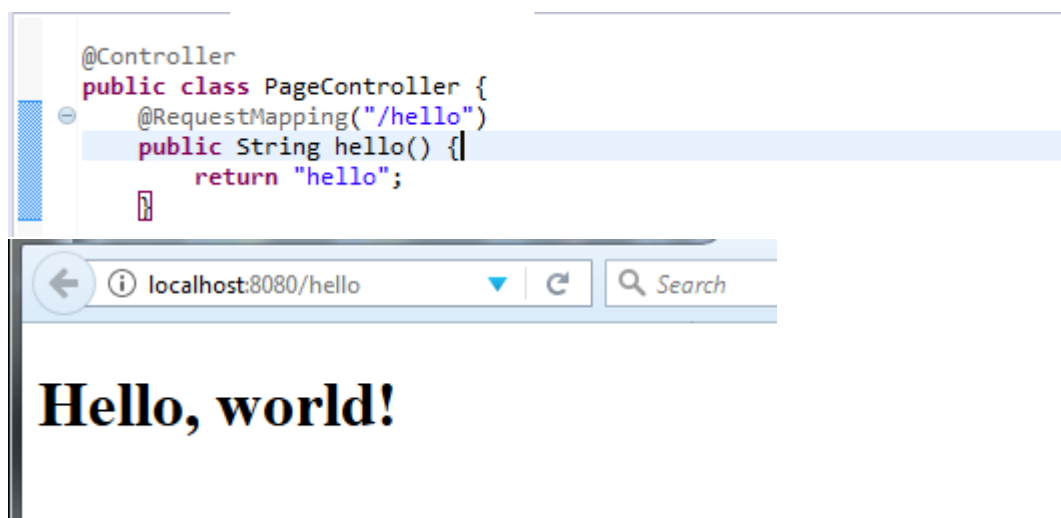 @Controller
public class PageController {
@RequestMapping("/hello")
public String hello() {
return "hello";
}
localhost:8080/hello
Search
Hello, world!